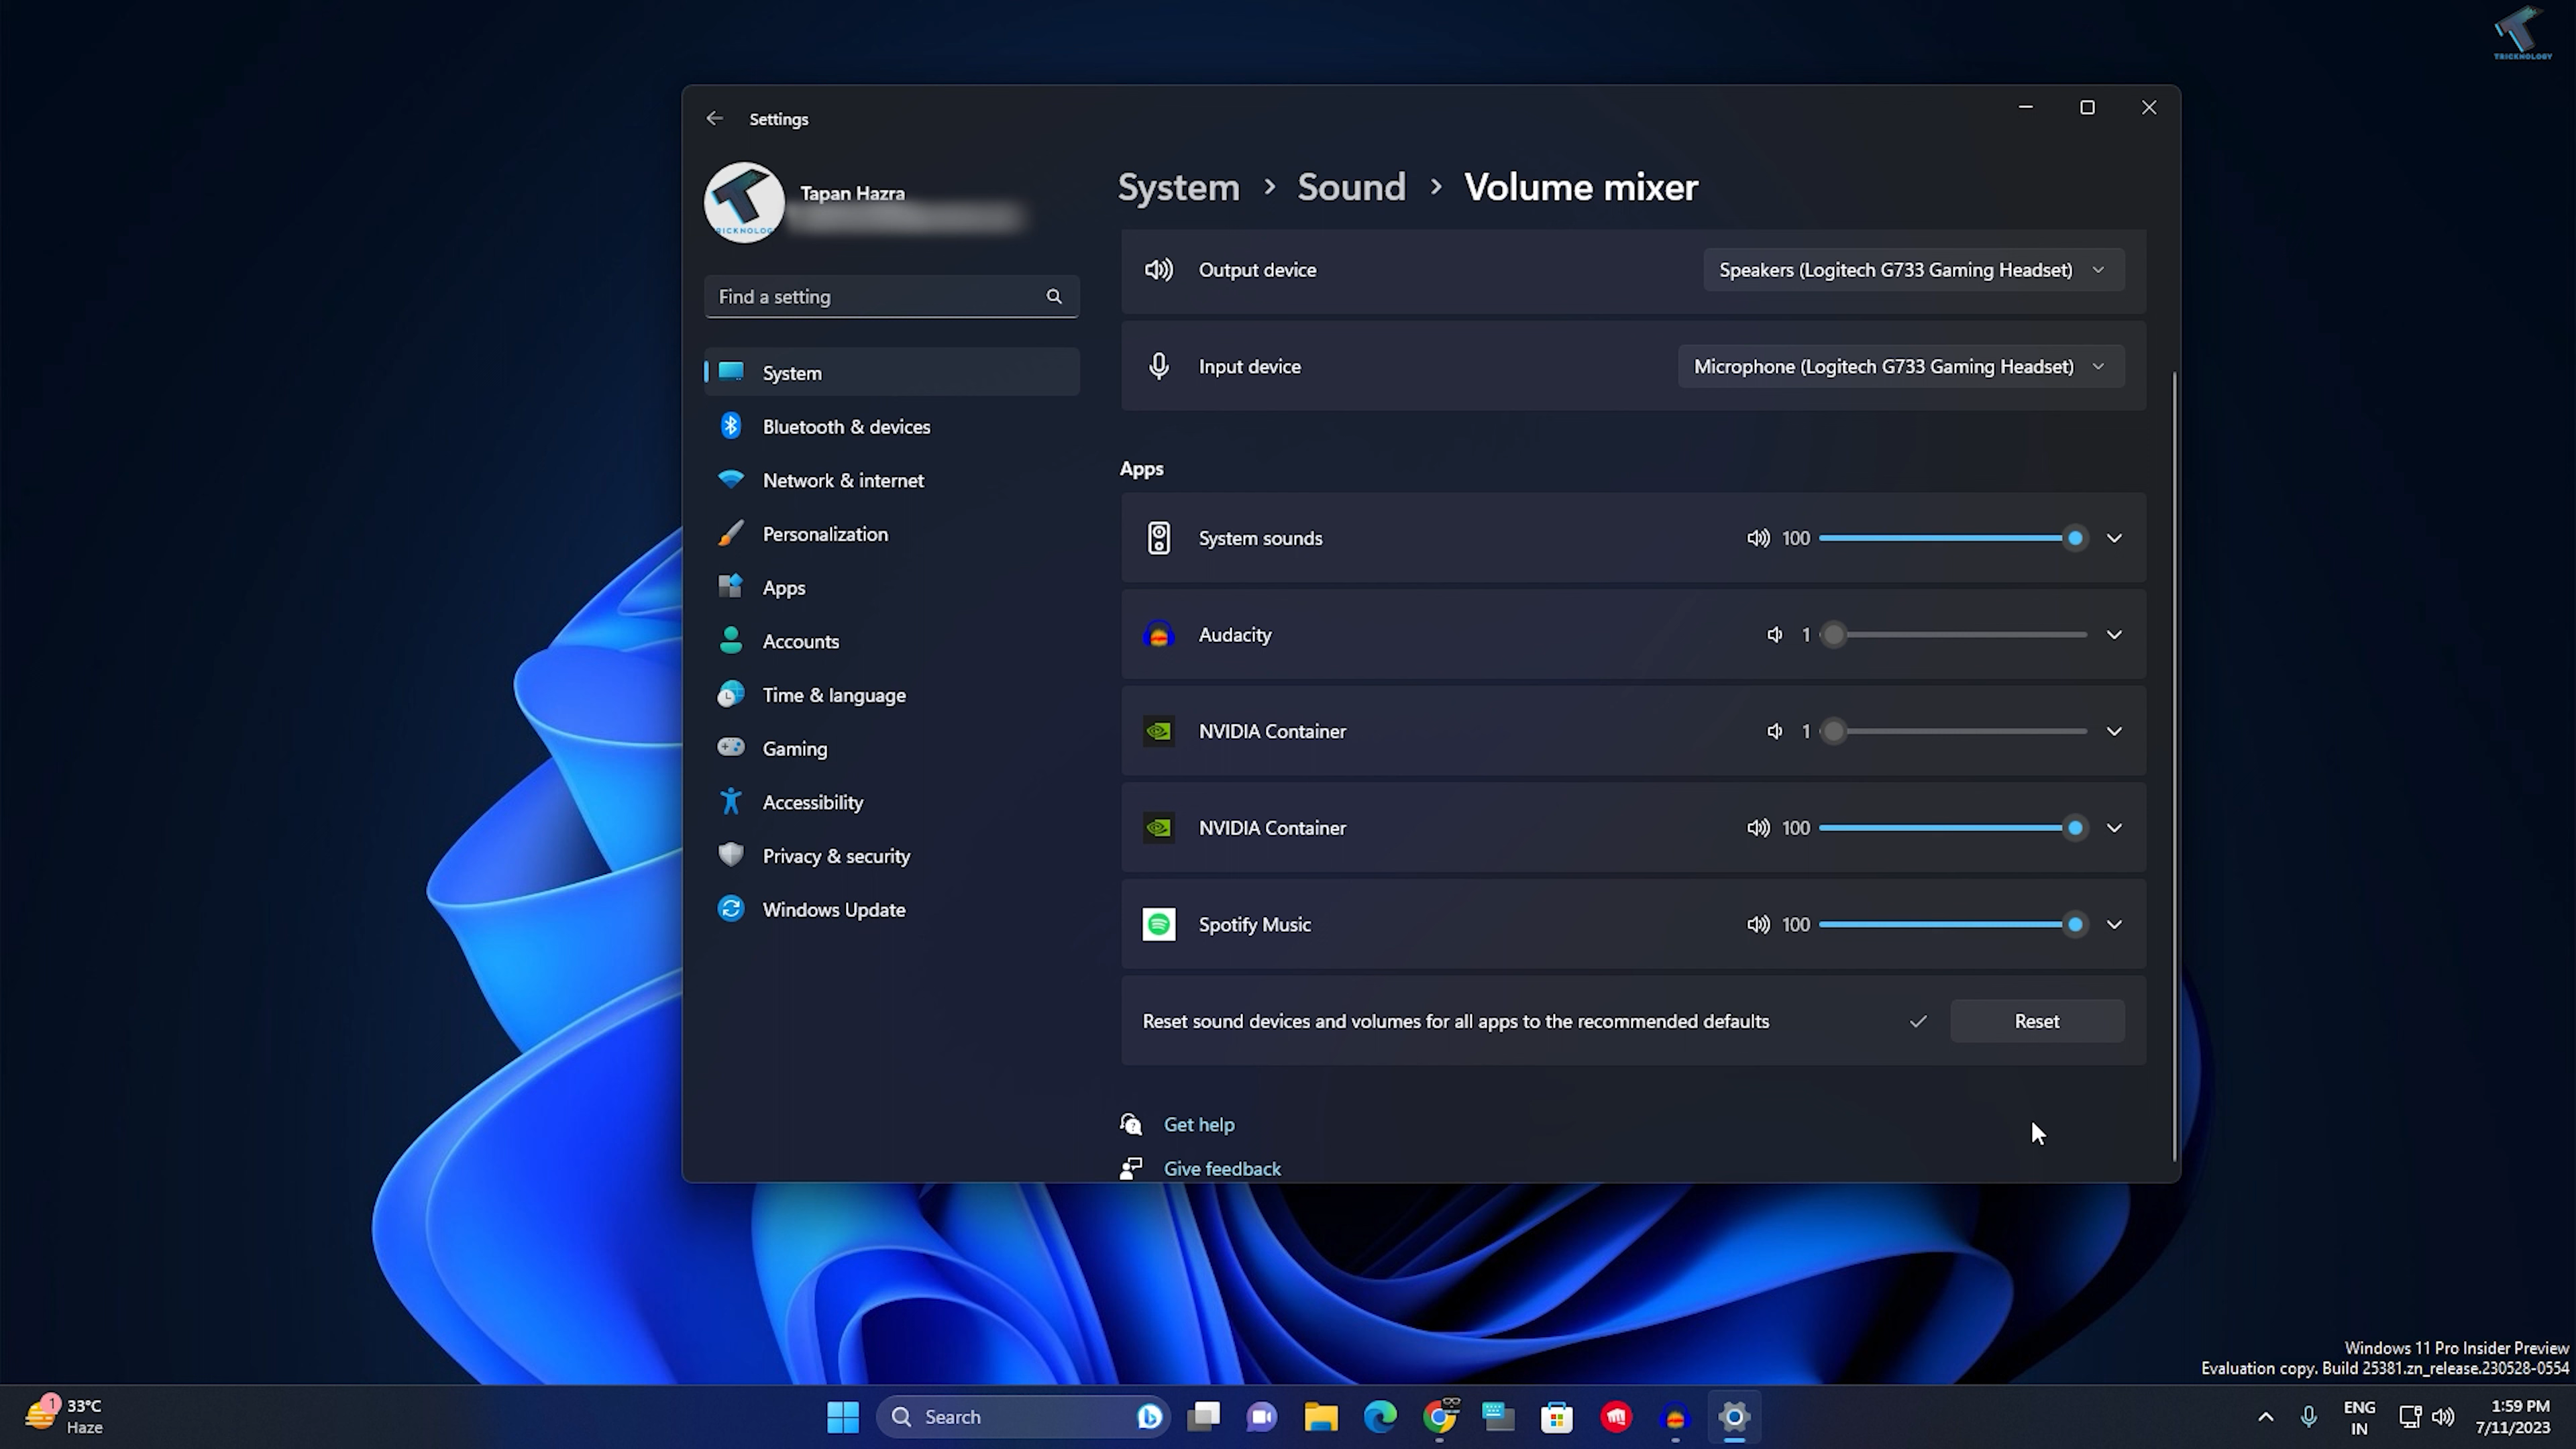 TRICKNOLOGY
Settings
Tapan Hazra
RICKNOLOG
Find a setting
System
Bluetooth & devices
Network & internet
Personalization
Apps
Accounts
Time & language
Gaming
Accessibility
Privacy & security
Windows Update
System > Sound > Volume mixer
Output device Speakers (Logitech G733 Gaming Headset)
Input device Microphone (Logitech G733 Gaming Headset)
Apps
System sounds 100
Audacity 1
NVIDIA Container 1
NVIDIA Container 100
Spotify Music 100
Reset sound devices and volumes for all apps to the recommended defaults Reset
Get help
Give feedback
Windows 11 Pro Insider Preview
Evaluation copy. Build 25381.zn_release.230528-0554
1
33°C
Haze
Search
ENG
IN
1:59 PM
7/11/2023